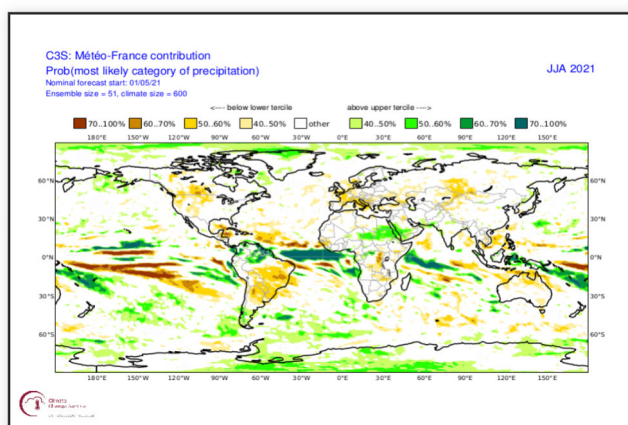 C3S: Météo-France contribution
Prob(most likely category of precipitation)
JJA 2021
Nominal forecast start: 01/05/21
Ensemble size = 51, climate size = 600
<---- below lower tercile above upper tercile ---->
70..100% 60..70% 50..60% 40..50% other 40..50% 50..60% 60..70% 70..100%
180°E 150°W 120°W 90°W 60°W 30°W 0°E 30°E 60°E 90°E 120°E 150°E
60°N 60°N
30°N 30°N
0°N 0°N
30°S 30°S
60°S 60°S
180°E 150°W 120°W 90°W 60°W 30°W 0°E 30°E 60°E 90°E 120°E 150°E